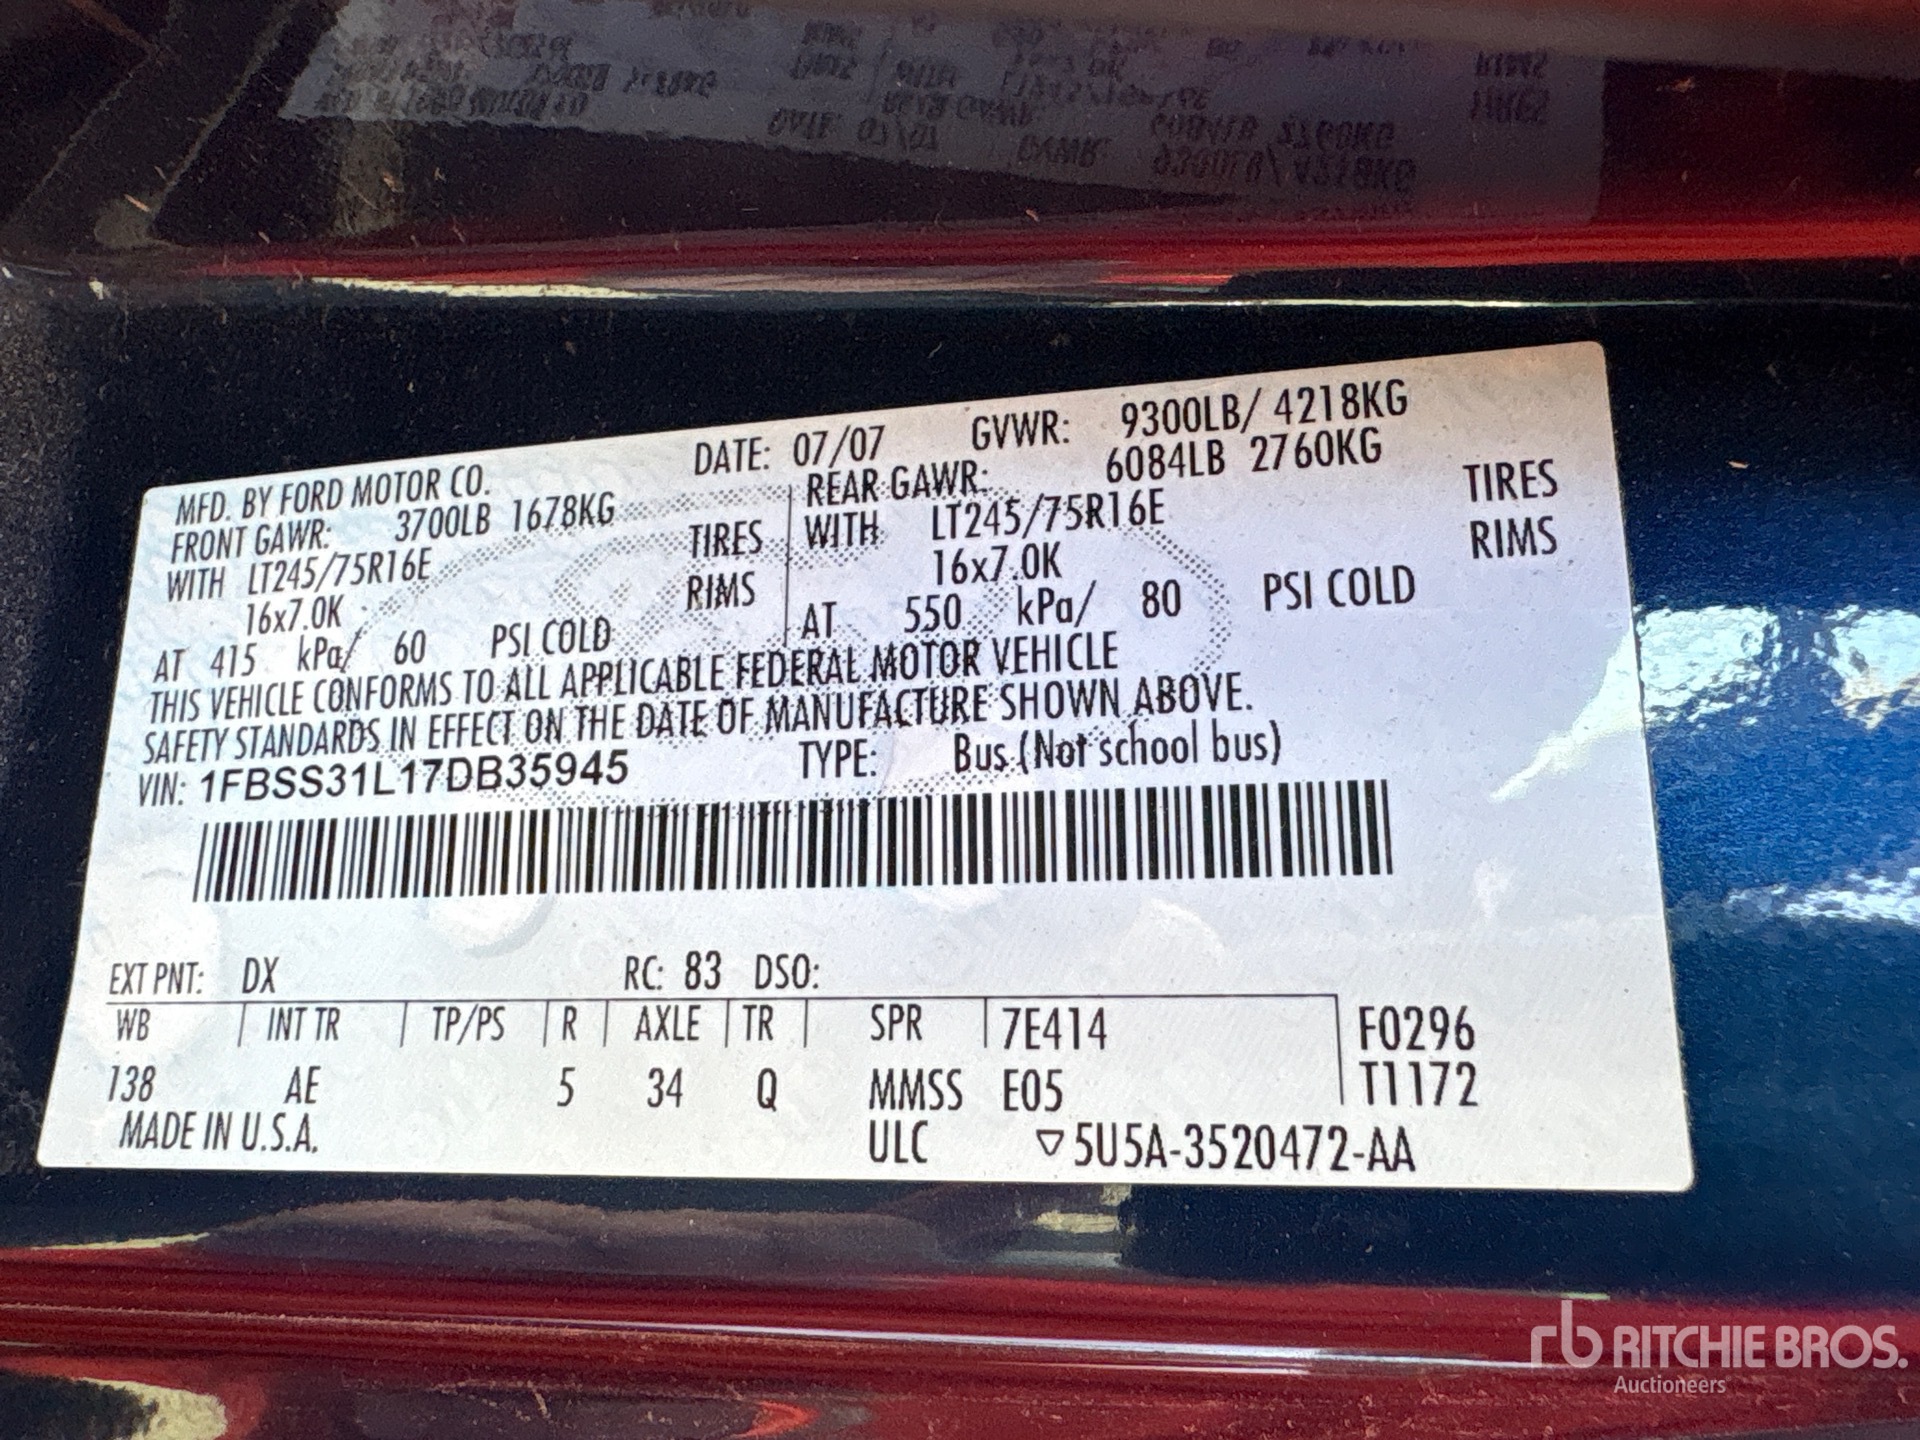 MFD. BY FORD MOTOR CO. DATE: 07/07 GVWR: 9300LB/ 4218KG
FRONT GAWR: 3700LB 1678KG REAR GAWR: 6084LB 2760KG
WITH LT245/75R16E TIRES WITH LT245/75R16E TIRES
16x7.0K RIMS 16x7.0K RIMS
AT 415 kPa/ 60 PSI COLD AT 550 kPa/ 80 PSI COLD
THIS VEHICLE CONFORMS TO ALL APPLICABLE FEDERAL MOTOR VEHICLE
SAFETY STANDARDS IN EFFECT ON THE DATE OF MANUFACTURE SHOWN ABOVE.
VIN: 1FBSS31L17DB35945 TYPE: Bus (Not school bus)
EXT PNT: DX RC: 83 DSO:
WB INT TR TP/PS R AXLE TR SPR 7E414 F0296
138 AE 5 34 Q MMSS E05 T1172
MADE IN U.S.A. ULC ▽5U5A-3520472-AA
rb RITCHIE BROS.
Auctioneers